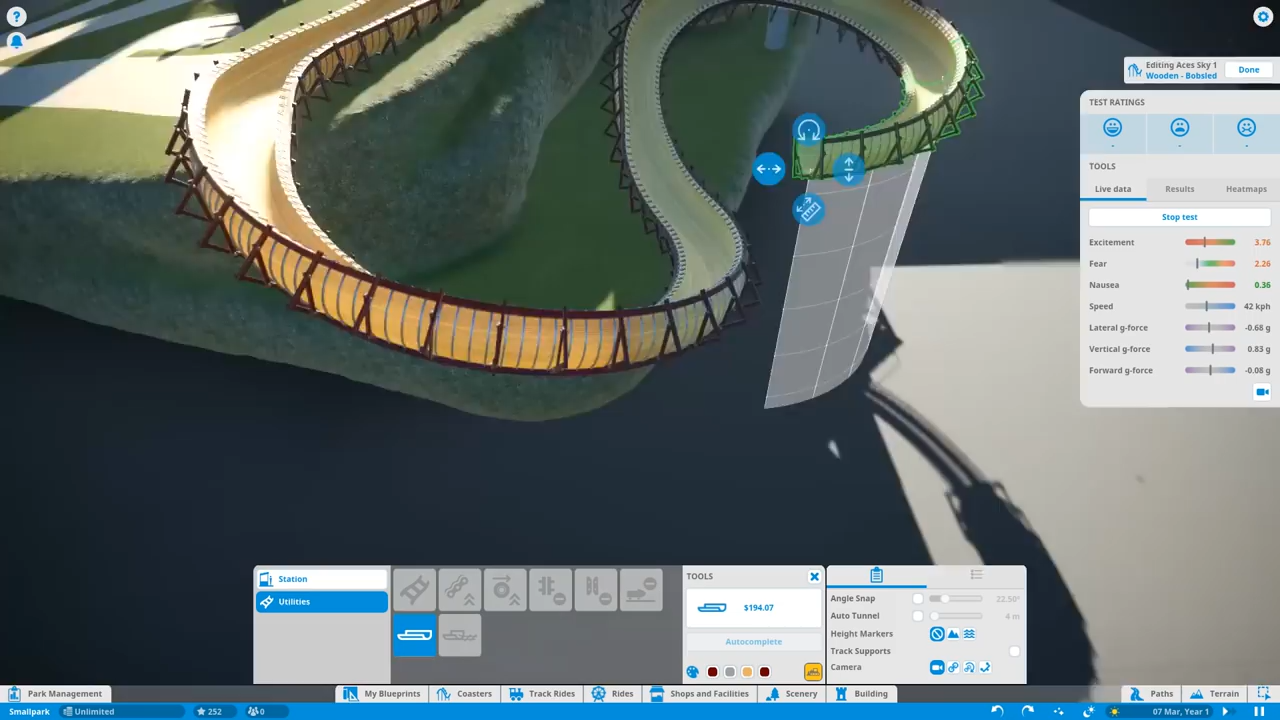 ?
Editing Aces Sky 1
Wooden - Bobsled
Done
TEST RATINGS
- - -
TOOLS
Live data Results Heatmaps
Stop test
Excitement 3.76
Fear 2.26
Nausea 0.36
Speed 42 kph
Lateral g-force -0.68 g
Vertical g-force 0.83 g
Forward g-force -0.08 g
Station
Utilities
TOOLS
$194.07
Autocomplete
Angle Snap 22.50°
Auto Tunnel 4 m
Height Markers
Track Supports
Camera
Park Management My Blueprints Coasters Track Rides Rides Shops and Facilities Scenery Building Paths Terrain
Smallpark Unlimited 252 0 07 Mar, Year 1